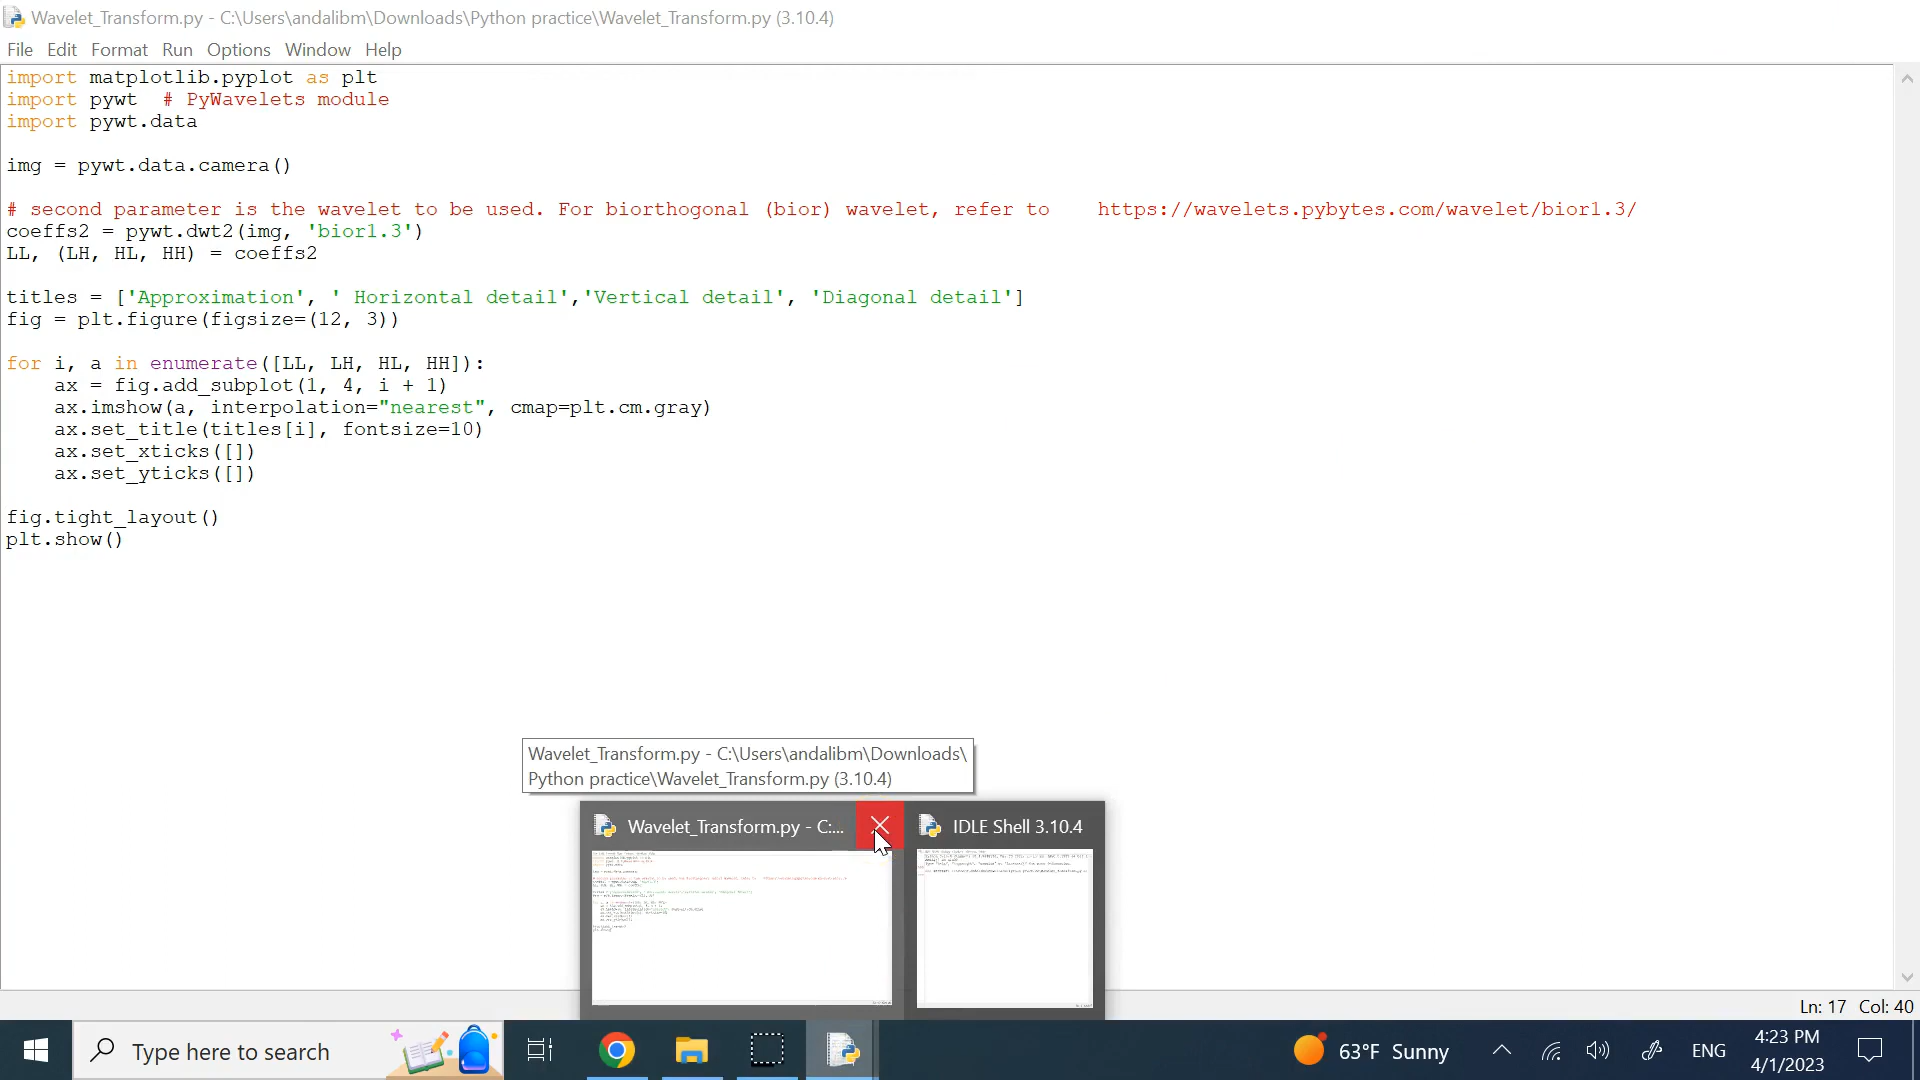 Wavelet_Transform.py - C:\Users\andalibm\Downloads\Python practice\Wavelet_Transform.py (3.10.4)
File Edit Format Run Options Window Help
import matplotlib.pyplot as plt
import pywt  # PyWavelets module
import pywt.data
img = pywt.data.camera()
# second parameter is the wavelet to be used. For biorthogonal (bior) wavelet, refer to    https://wavelets.pybytes.com/wavelet/bior1.3/
coeffs2 = pywt.dwt2(img, 'bior1.3')
LL, (LH, HL, HH) = coeffs2
titles = ['Approximation', ' Horizontal detail','Vertical detail', 'Diagonal detail']
fig = plt.figure(figsize=(12, 3))
for i, a in enumerate([LL, LH, HL, HH]):
    ax = fig.add_subplot(1, 4, i + 1)
    ax.imshow(a, interpolation="nearest", cmap=plt.cm.gray)
    ax.set_title(titles[i], fontsize=10)
    ax.set_xticks([])
    ax.set_yticks([])
fig.tight_layout()
plt.show()
Wavelet_Transform.py - C:\Users\andalibm\Downloads\
Python practice\Wavelet_Transform.py (3.10.4)
Wavelet_Transform.py - C:...
IDLE Shell 3.10.4
Ln: 17 Col: 40
Type here to search
63°F Sunny
ENG
4:23 PM
4/1/2023